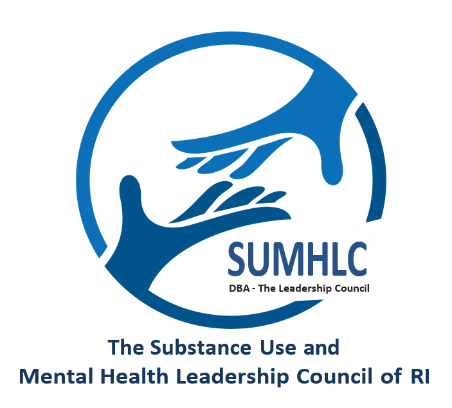 SUMHLC
DBA - The Leadership Council
The Substance Use and
Mental Health Leadership Council of RI